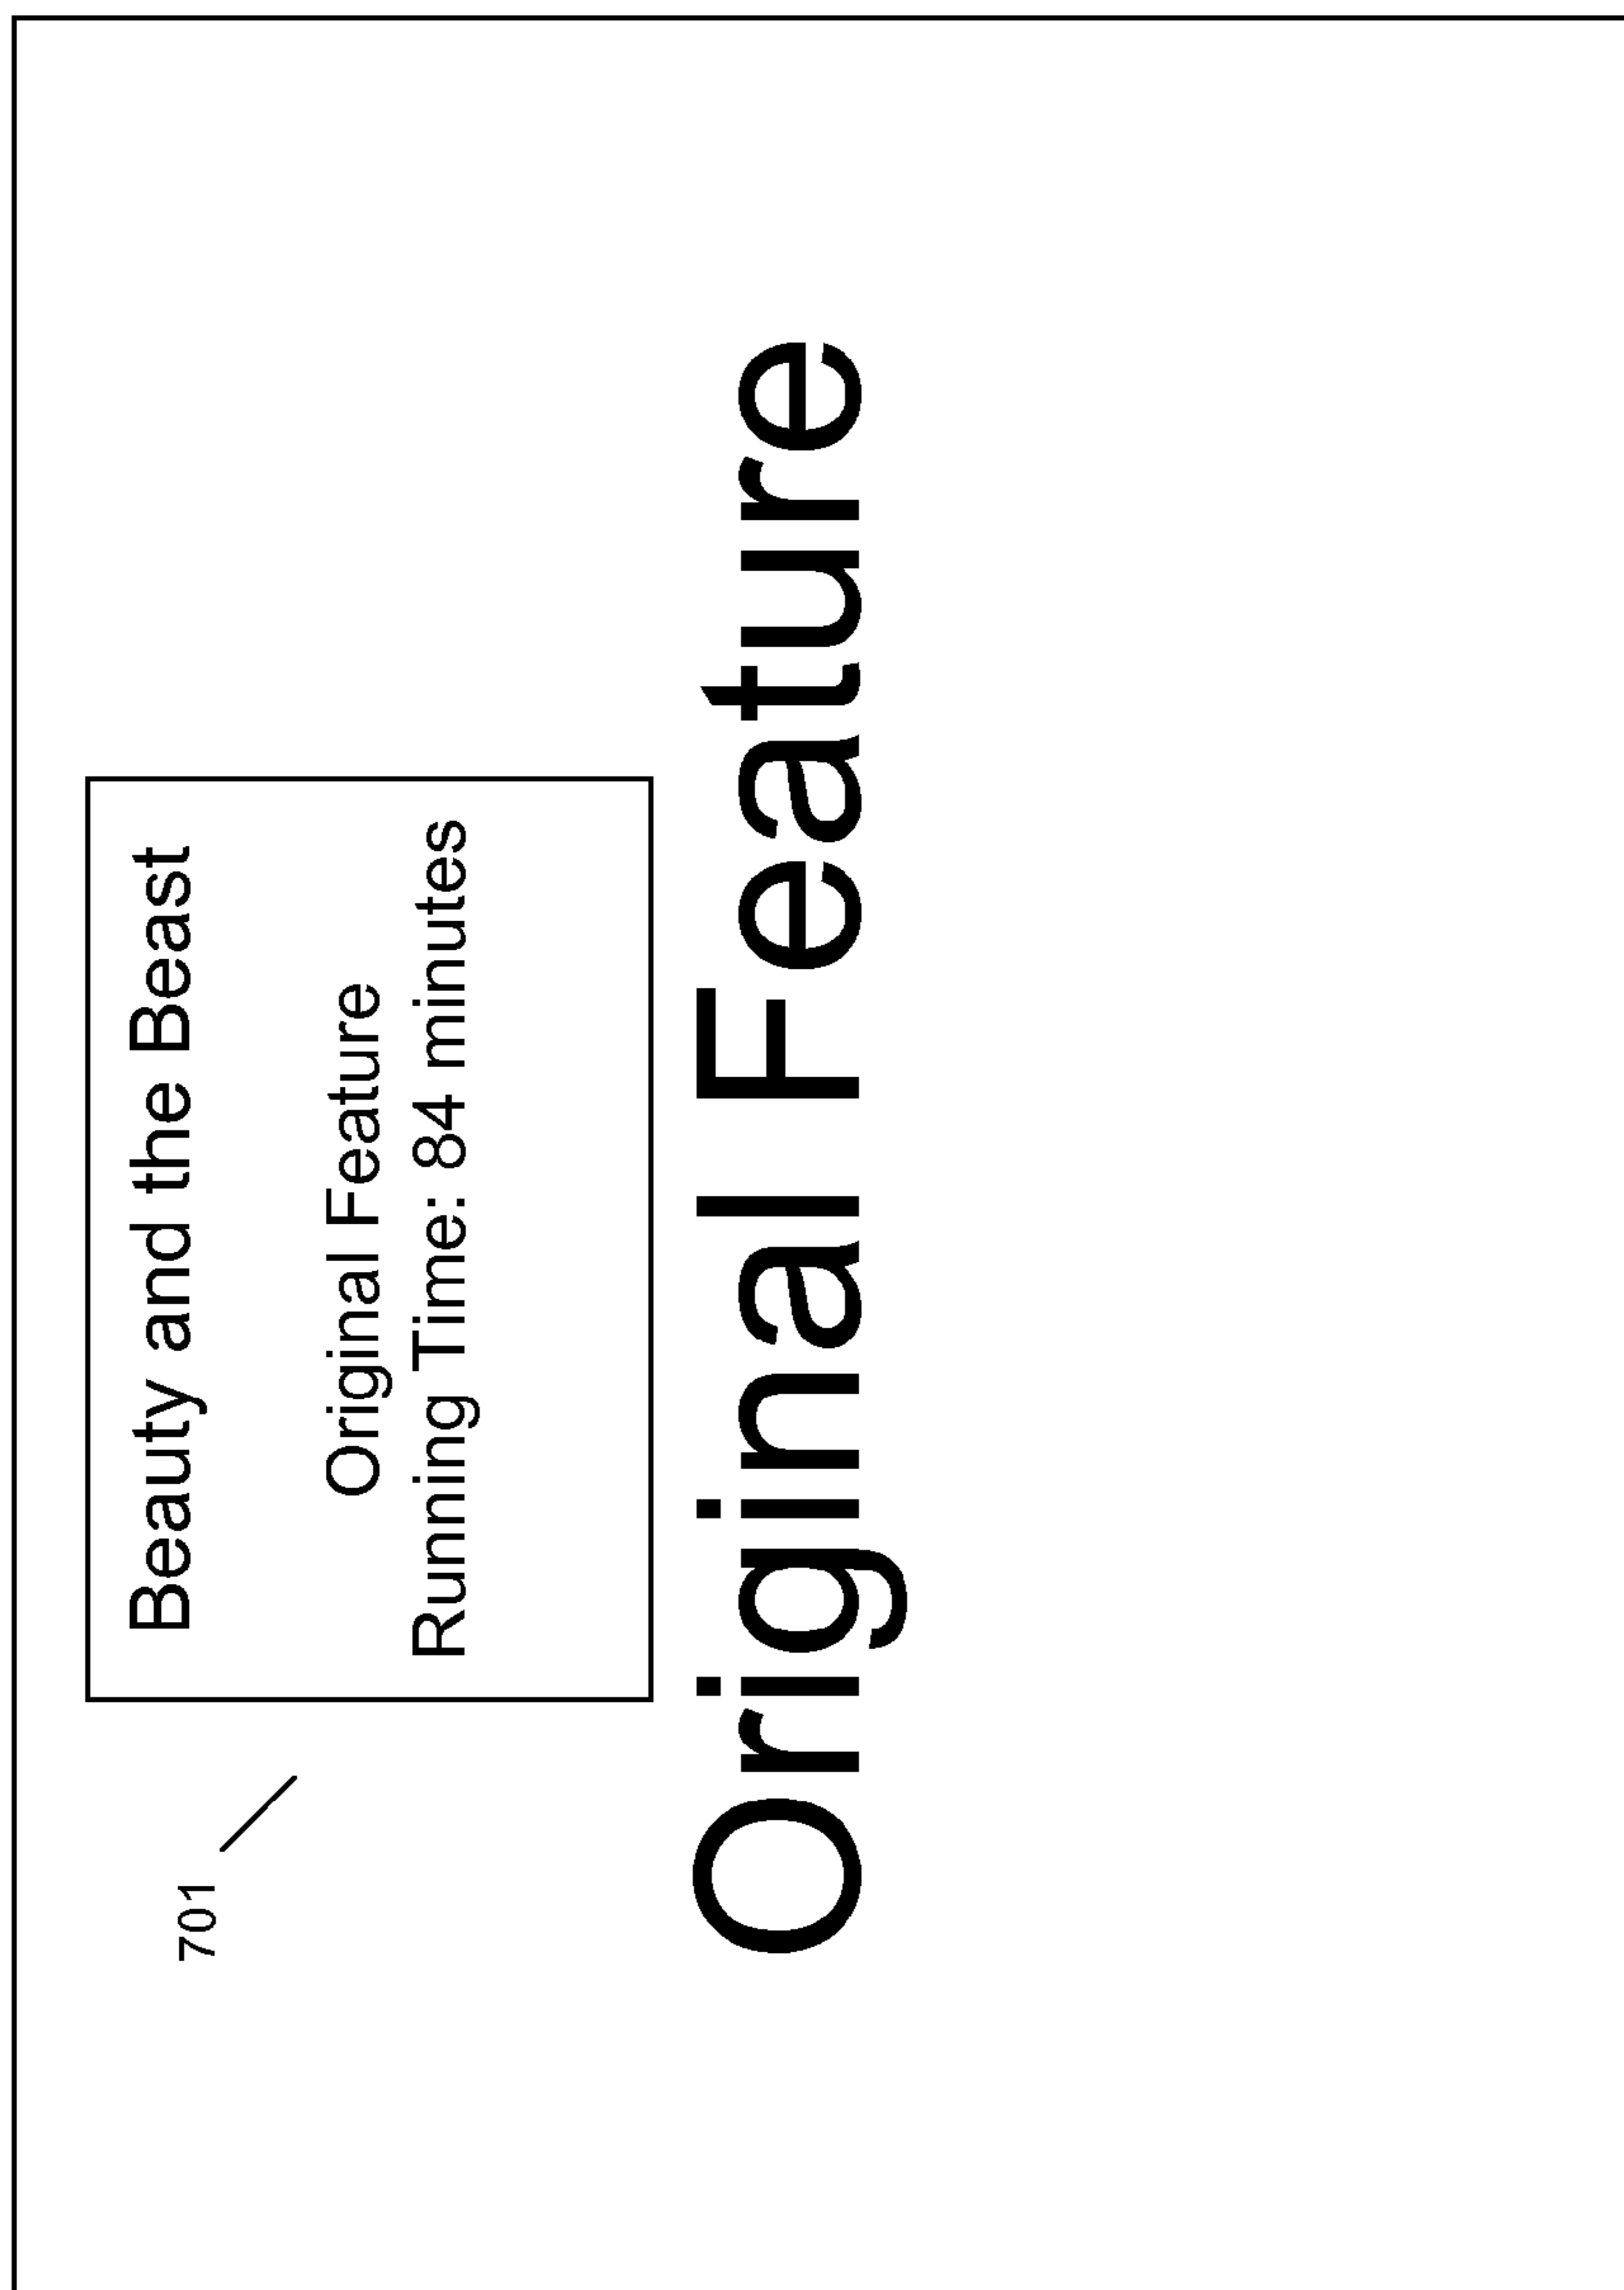 701
Beauty and the Beast
Original Feature
Running Time: 84 minutes
Original Feature